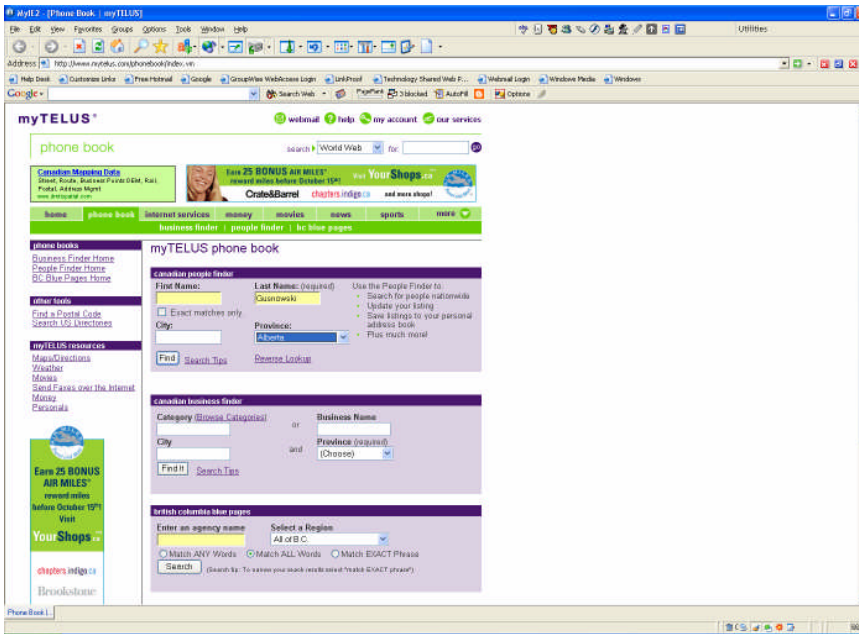 MyIE2 - [Phone Book | myTELUS]
File Edit View Favorites Groups Options Tools Window Help
Utilities
Address http://www.mytelus.com/phonebook/index.vm
Help Desk Customize Links Free Hotmail Google GroupWise WebAccess Login LinkProof Technology Shared Web F... Webmail Login Windows Media Windows
Google Search Web PageRank 3 blocked AutoFill Options
myTELUS
webmail help my account our services
phone book
search World Web for: go
Canadian Mapping Data
Street, Route, Business Points DEM, Rail,
Postal, Address Mgmt
Earn 25 BONUS AIR MILES
reward miles before October 15th!
Visit YourShops.ca
Crate&Barrel chapters.indigo.ca and more shops!
home phone book internet services money movies news sports more
business finder | people finder | bc blue pages
phone books
Business Finder Home
People Finder Home
BC Blue Pages Home
other tools
Find a Postal Code
Search US Directories
myTELUS resources
Maps/Directions
Weather
Movies
Send Faxes over the Internet
Money
Personals
Earn 25 BONUS
AIR MILES
reward miles
before October 15th!
Visit
YourShops.ca
chapters.indigo.ca
Brookstone
myTELUS phone book
canadian people finder
First Name:
Last Name: (required)
Gusnowski
Exact matches only
City:
Province:
Alberta
Find Search Tips Reverse Lookup
Use the People Finder to:
Search for people nationwide
Update your listing
Save listings to your personal
address book
Plus much more!
canadian business finder
Category (Browse Categories)
or
Business Name
City
and
Province (required)
(Choose)
Find It Search Tips
british columbia blue pages
Enter an agency name
Select a Region
All of B.C.
Match ANY Words Match ALL Words Match EXACT Phrase
Search (Search tip: To narrow your search results select "match EXACT phrase")
Phone Book |...